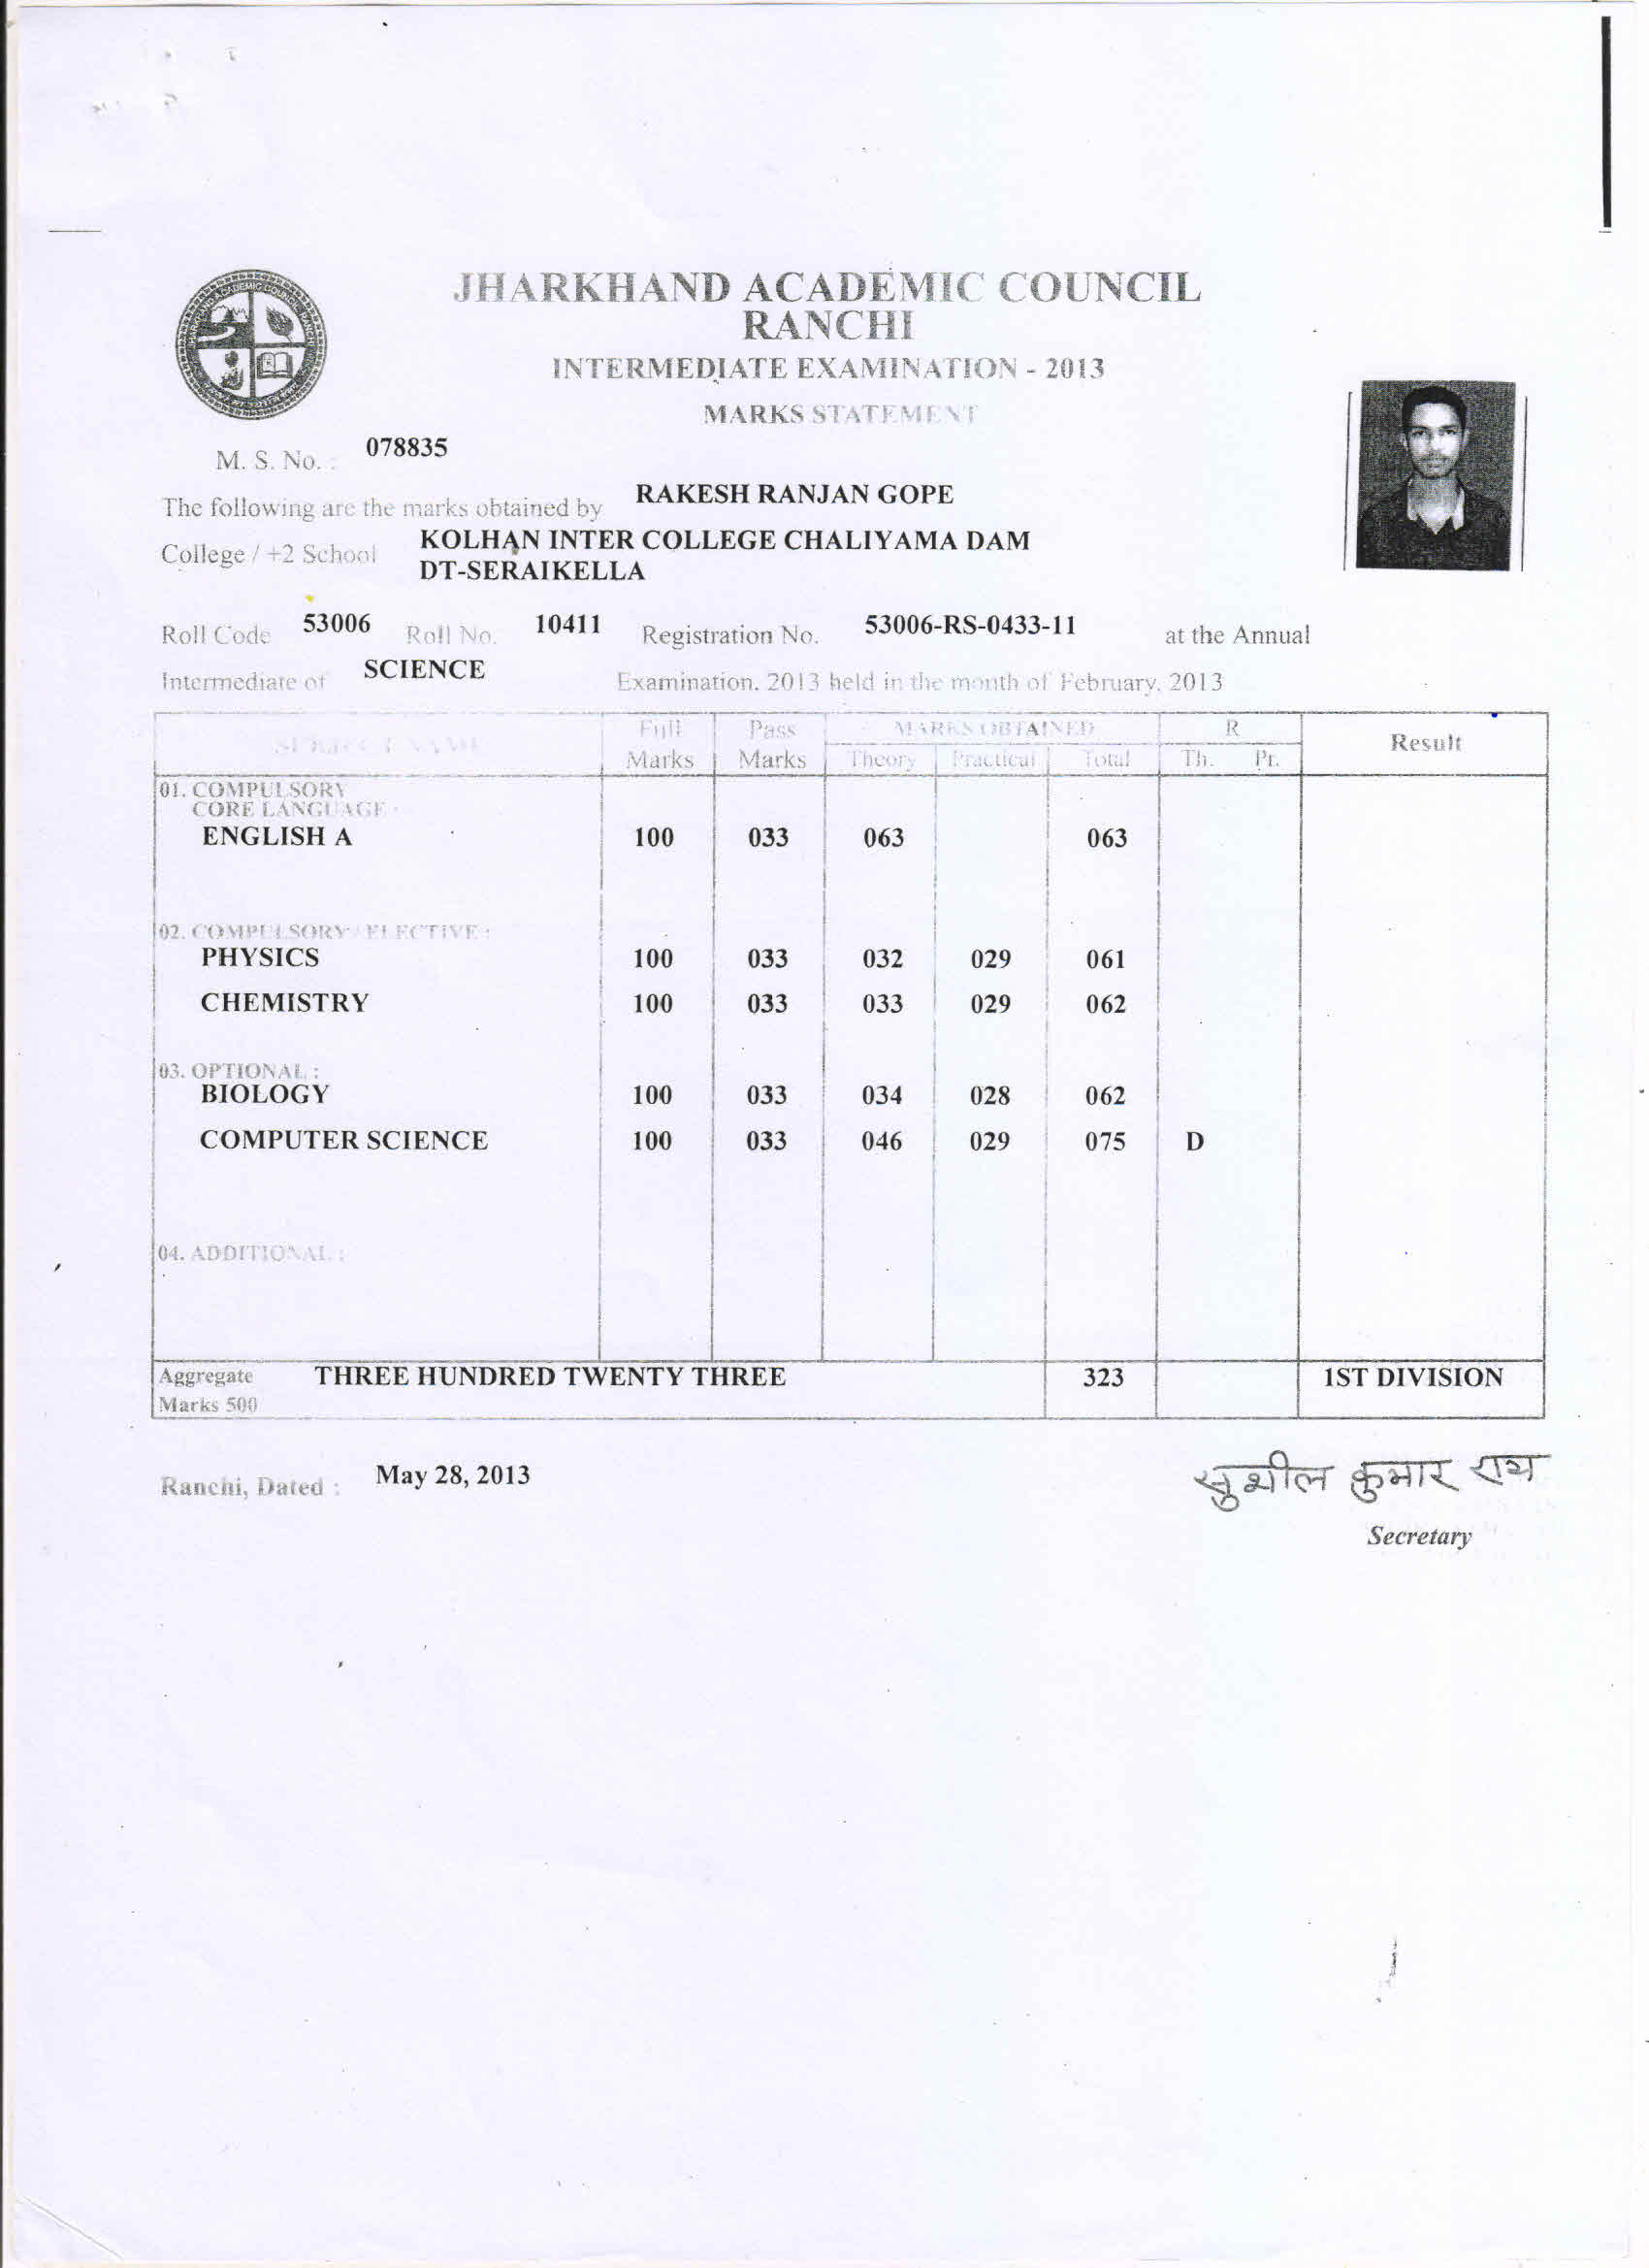 JHARKHAND ACADEMIC COUNCIL
RANCHI
INTERMEDIATE EXAMINATION - 2013
MARKS STATEMENT
M. S. No. : 078835
The following are the marks obtained by RAKESH RANJAN GOPE
College / +2 School KOLHAN INTER COLLEGE CHALIYAMA DAM
DT-SERAIKELLA
Roll Code 53006 Roll No. 10411 Registration No. 53006-RS-0433-11 at the Annual
Intermediate of SCIENCE Examination, 2013 held in the month of February, 2013
SUBJECT NAME Full Marks Pass Marks MARKS OBTAINED R Result
Theory Practical Total Th. Pr.
01. COMPULSORY
CORE LANGUAGE :
ENGLISH A 100 033 063 063
02. COMPULSORY / ELECTIVE :
PHYSICS 100 033 032 029 061
CHEMISTRY 100 033 033 029 062
03. OPTIONAL :
BIOLOGY 100 033 034 028 062
COMPUTER SCIENCE 100 033 046 029 075 D
04. ADDITIONAL :
Aggregate THREE HUNDRED TWENTY THREE 323 1ST DIVISION
Marks 500
Ranchi, Dated : May 28, 2013
सुशील कुमार राय
Secretary